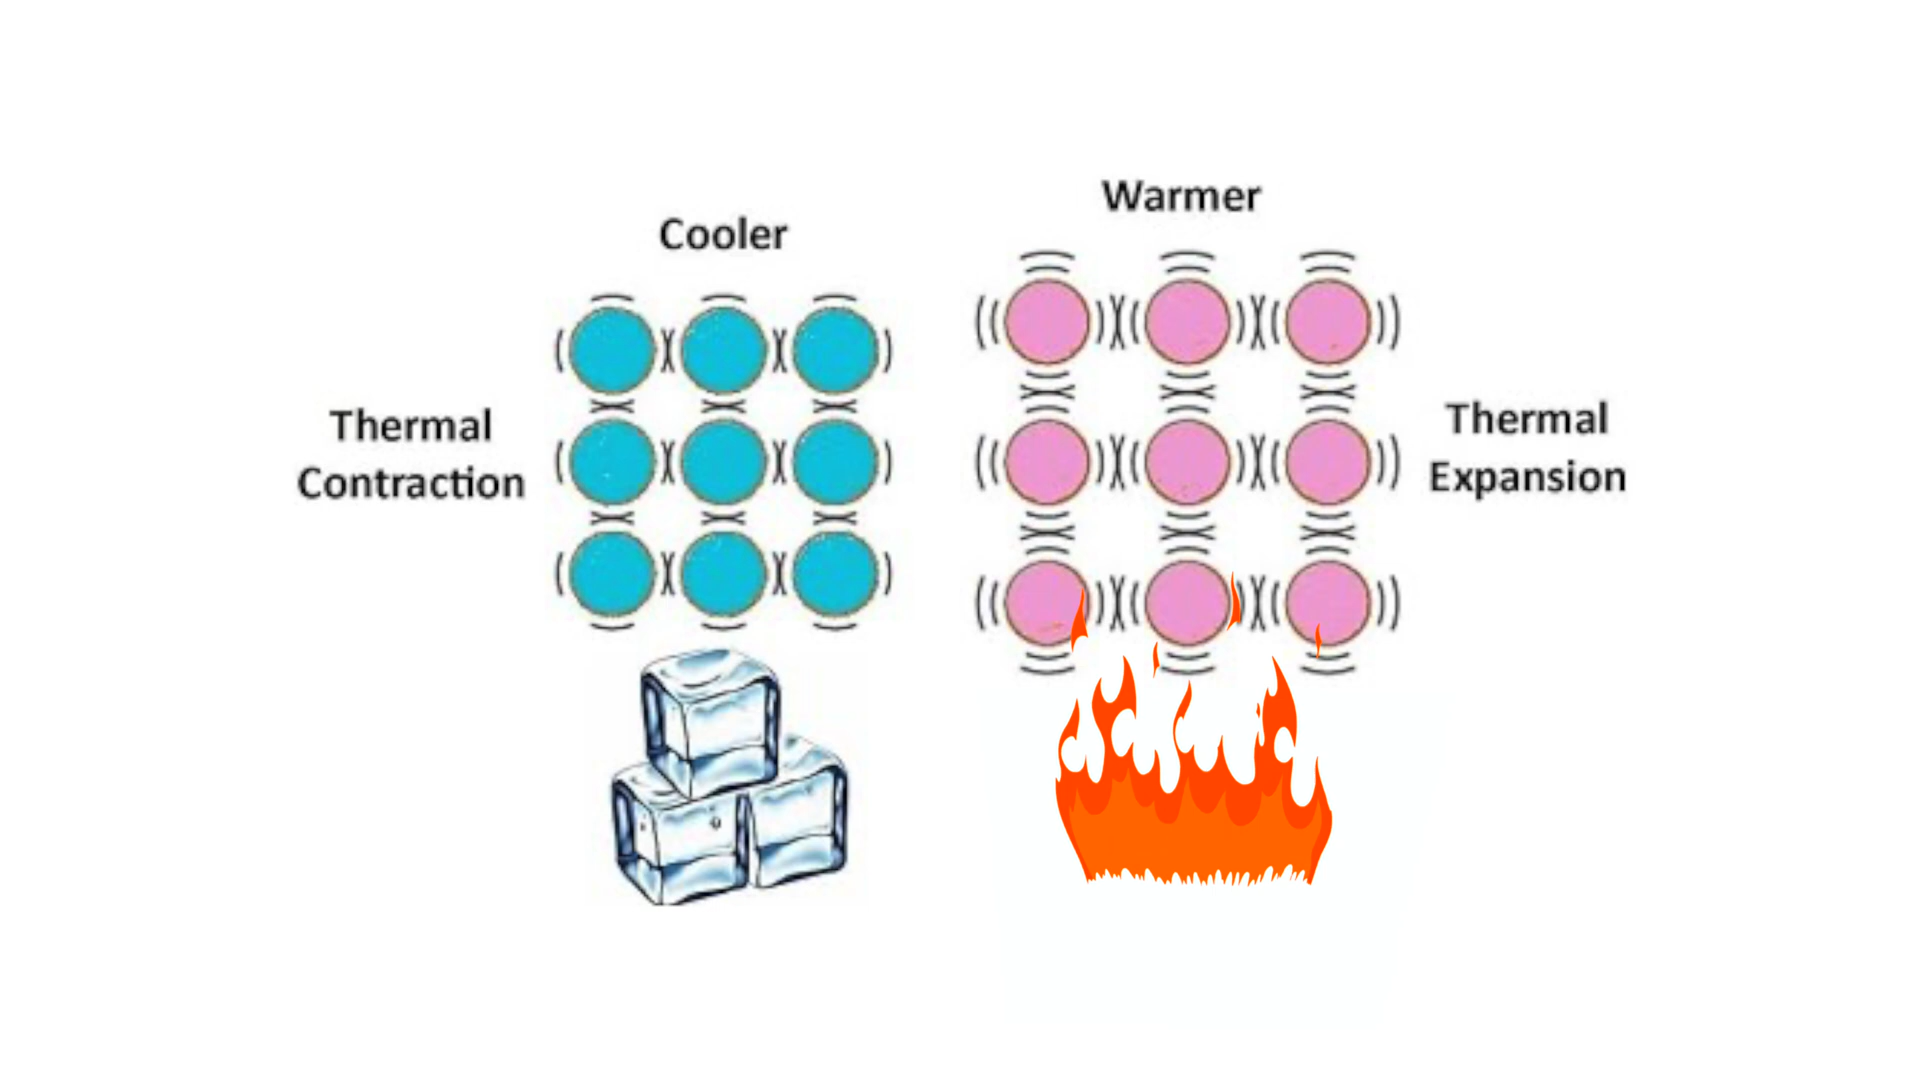 Cooler
Warmer
Thermal
Contraction
Thermal
Expansion